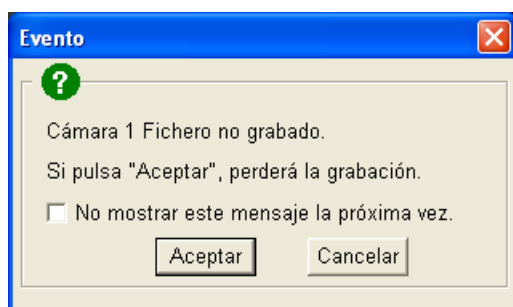 Evento
?
Cámara 1 Fichero no grabado.
Si pulsa "Aceptar", perderá la grabación.
No mostrar este mensaje la próxima vez.
Aceptar Cancelar